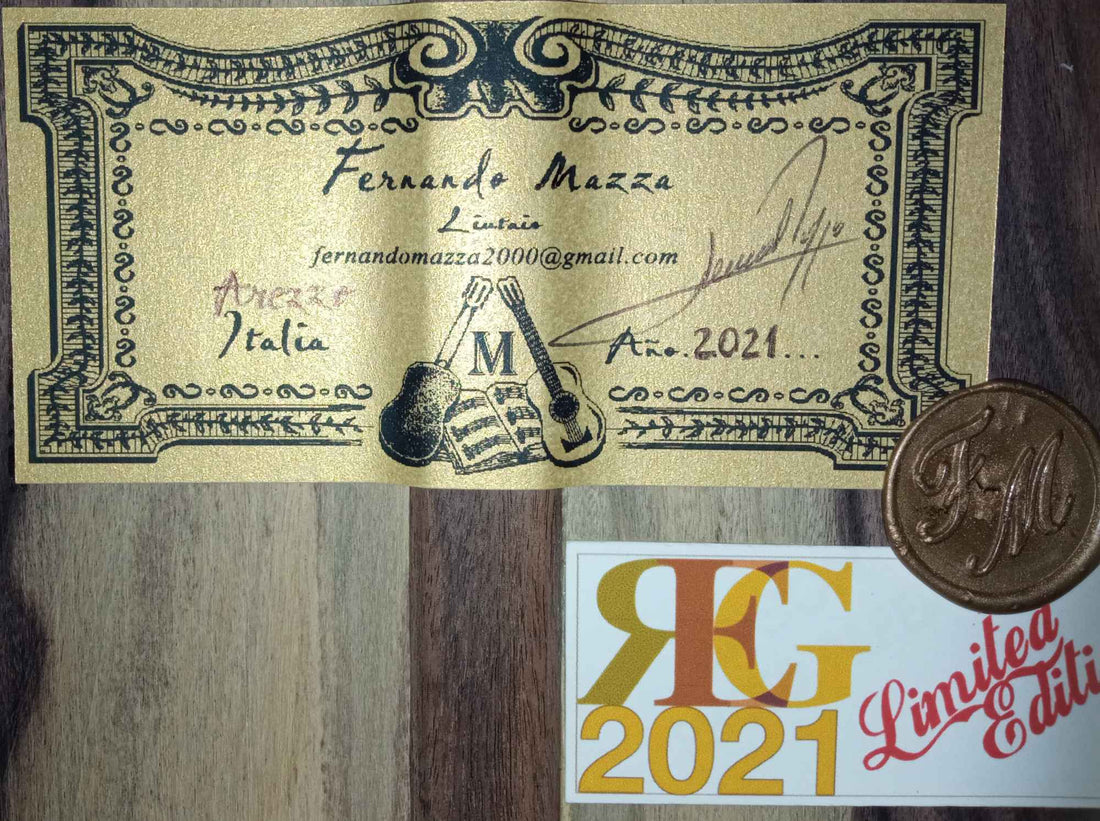 Fernando Mazza
Liutaio
fernandomazza2000@gmail.com
Arezzo
Italia
M
Año. 2021...
FM
REG
2021
Limited
Editi